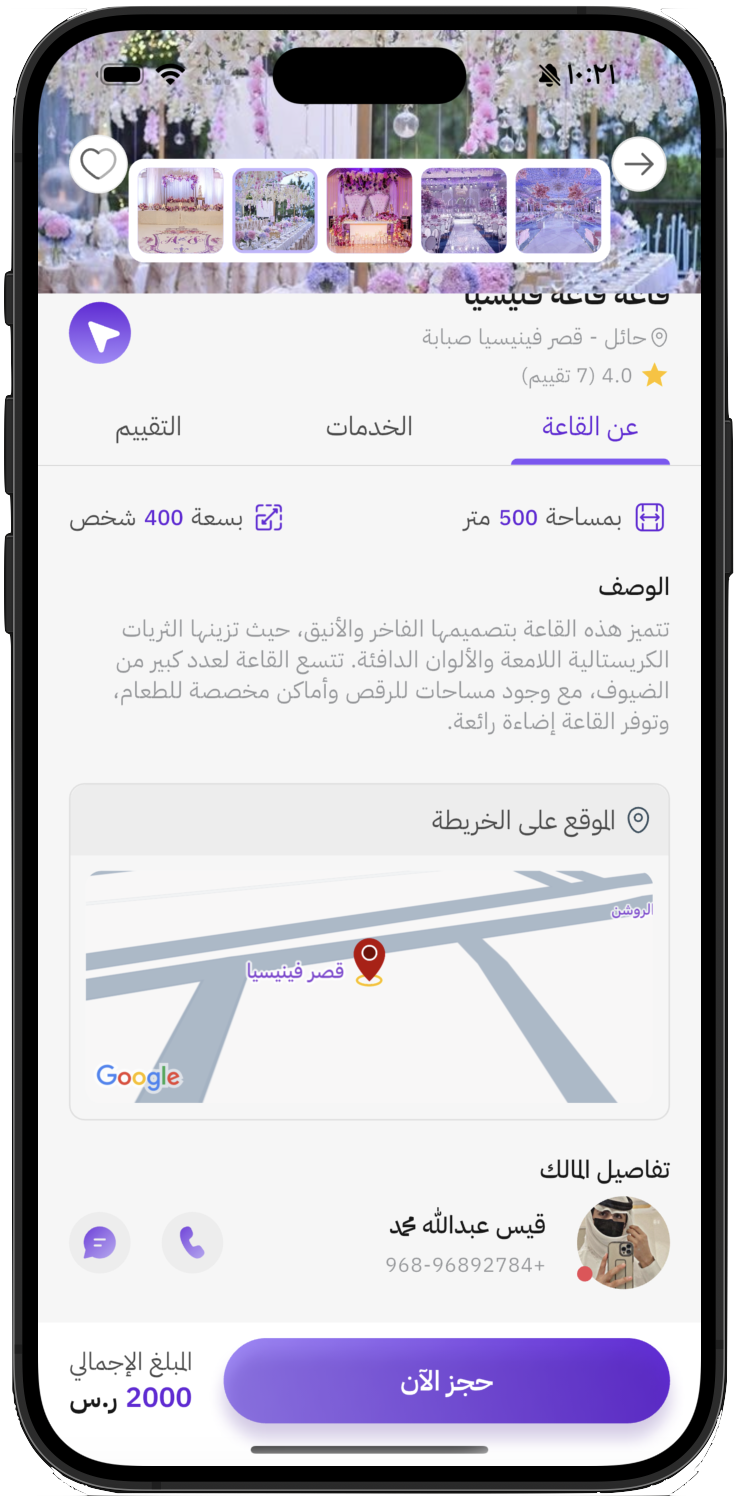 ١٠:٢١
قاعة قاعة فنيسيا
حائل - قصر فينيسيا صبابة
4.0 (7 تقييم)
عن القاعة
الخدمات
التقييم
بمساحة 500 متر
بسعة 400 شخص
الوصف
تتميز هذه القاعة بتصميمها الفاخر والأنيق، حيث تزينها الثريات
الكريستالية اللامعة والألوان الدافئة. تتسع القاعة لعدد كبير من
الضيوف، مع وجود مساحات للرقص وأماكن مخصصة للطعام،
وتوفر القاعة إضاءة رائعة.
الموقع على الخريطة
الروشن
قصر فينيسيا
Google
تفاصيل المالك
قيس عبدالله محمد
968-96892784+
المبلغ الإجمالي
2000 ر.س
حجز الآن